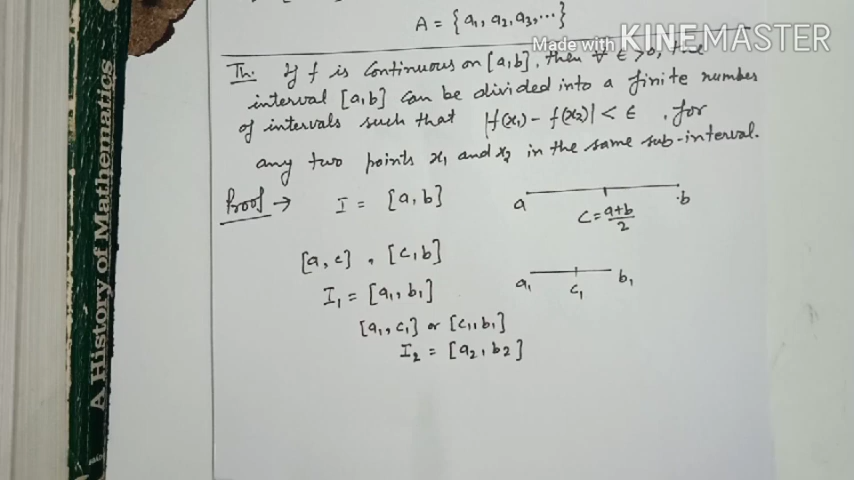 A = {a₁, a₂, a₃, ...}
Made with KINEMASTER
Th. If f is continuous on [a,b], then ∀ ε > 0, the
interval [a,b] can be divided into a finite number
of intervals such that |f(x₁) - f(x₂)| < ε, for
any two points x₁ and x₂ in the same sub-interval.
Proof → I = [a, b]
a b
C = a+b/2
[a, c], [c, b]
I₁ = [a₁, b₁]
a₁ c₁ b₁
[a₁, c₁] or [c₁, b₁]
I₂ = [a₂, b₂]
A History of Mathematics